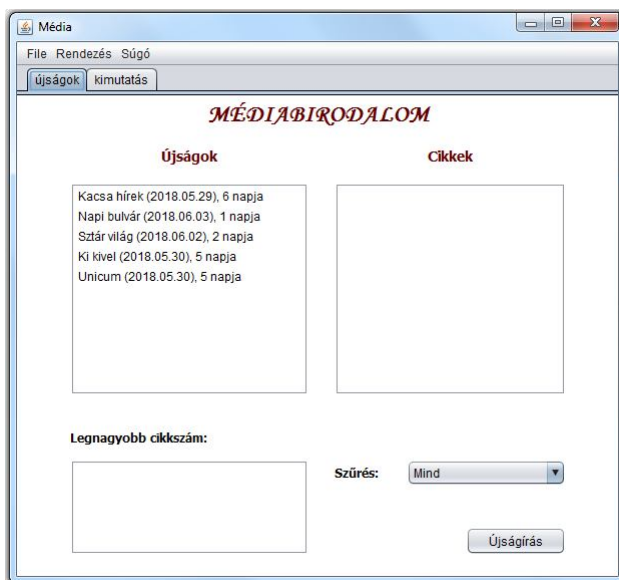 Média
File Rendezés Súgó
újságok kimutatás
MÉDIABIRODALOM
Újságok
Cikkek
Kacsa hírek (2018.05.29), 6 napja
Napi bulvár (2018.06.03), 1 napja
Sztár világ (2018.06.02), 2 napja
Ki kivel (2018.05.30), 5 napja
Unicum (2018.05.30), 5 napja
Legnagyobb cikkszám:
Szűrés: Mind
Újságírás